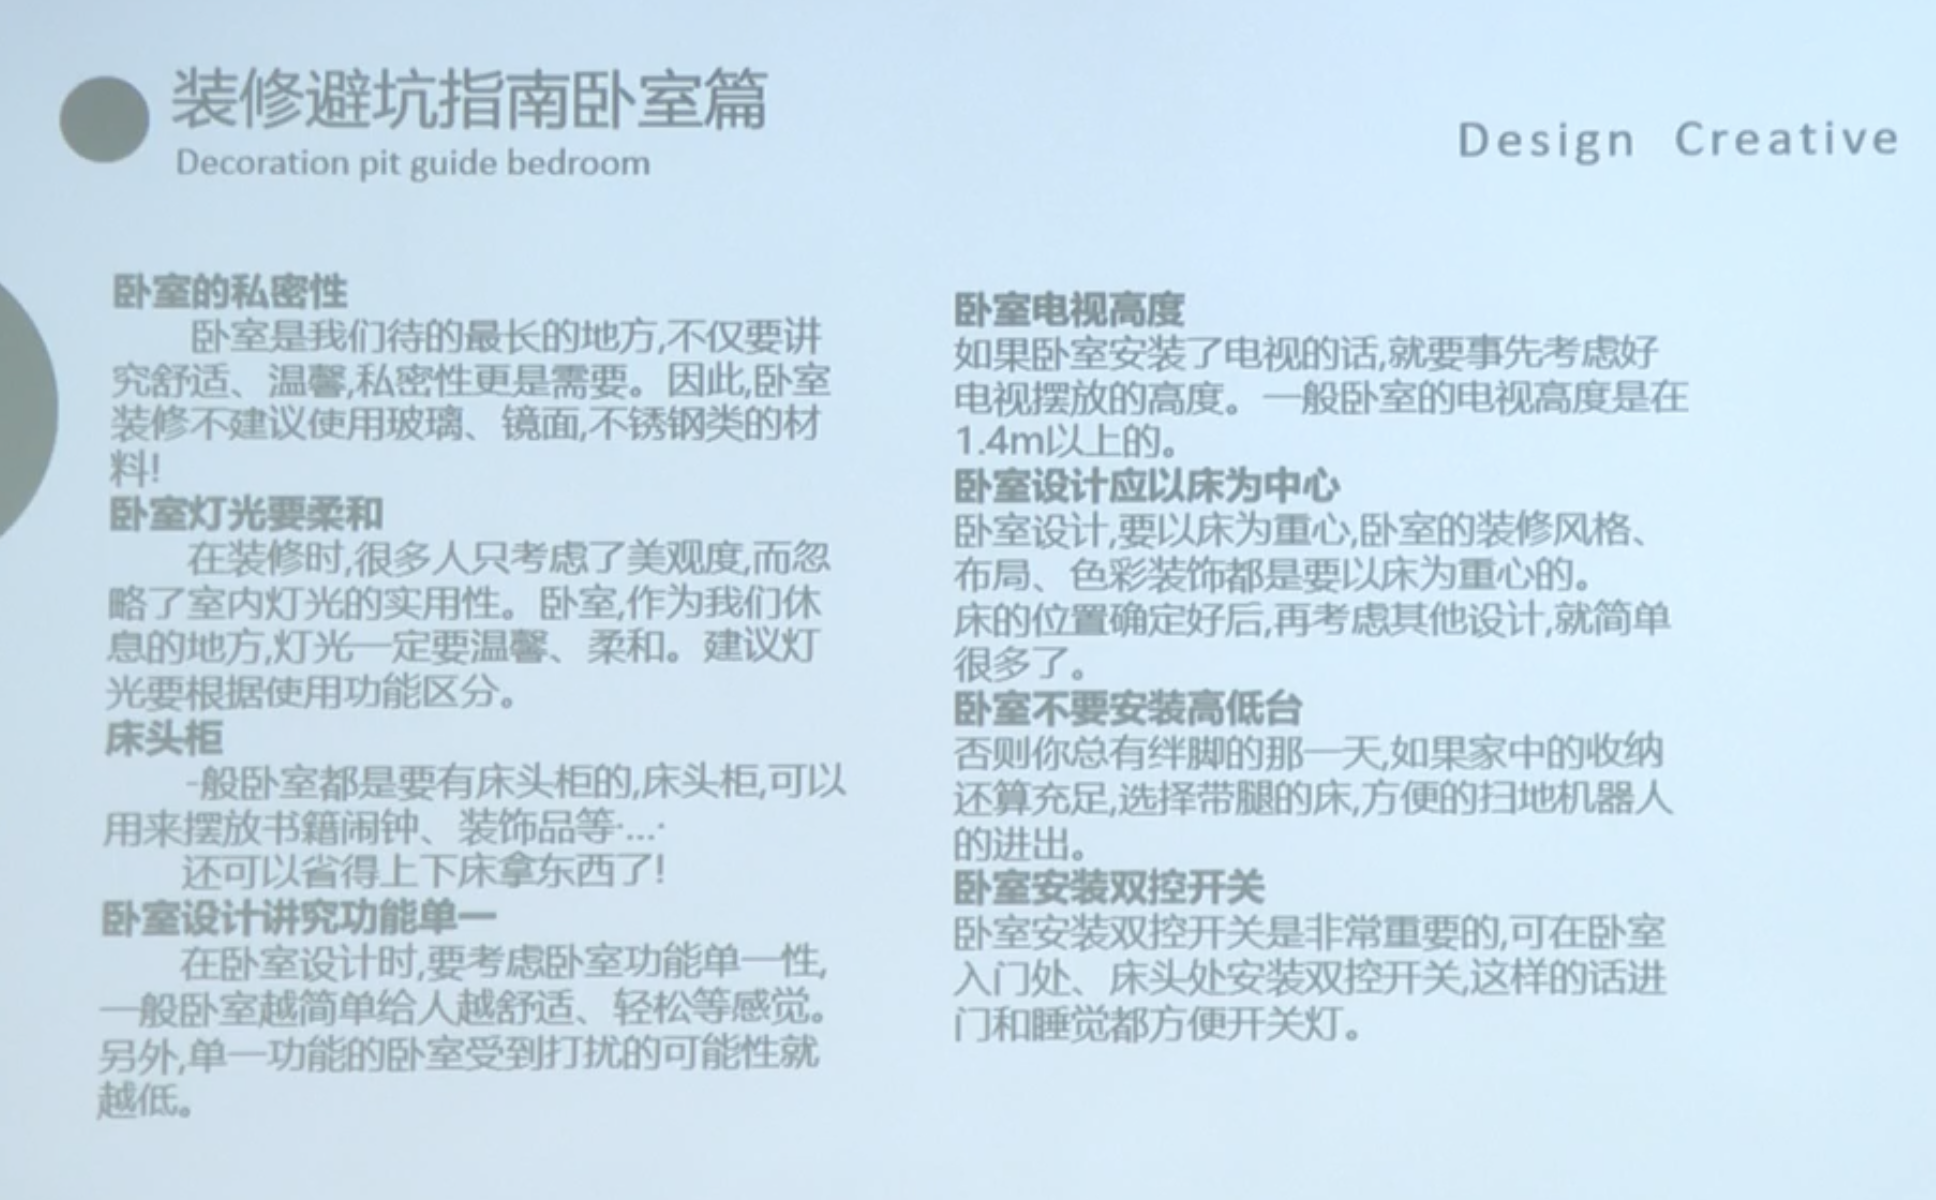 装修避坑指南卧室篇
Decoration pit guide bedroom
Design Creative
卧室的私密性
卧室是我们待的最长的地方,不仅要讲
究舒适、温馨,私密性更是需要。因此,卧室
装修不建议使用玻璃、镜面,不锈钢类的材
料!
卧室灯光要柔和
在装修时,很多人只考虑了美观度,而忽
略了室内灯光的实用性。卧室,作为我们休
息的地方,灯光一定要温馨、柔和。建议灯
光要根据使用功能区分。
床头柜
-般卧室都是要有床头柜的,床头柜,可以
用来摆放书籍闹钟、装饰品等·...·
还可以省得上下床拿东西了!
卧室设计讲究功能单一
在卧室设计时,要考虑卧室功能单一性,
一般卧室越简单给人越舒适、轻松等感觉。
另外,单一功能的卧室受到打扰的可能性就
越低。
卧室电视高度
如果卧室安装了电视的话,就要事先考虑好
电视摆放的高度。一般卧室的电视高度是在
1.4m以上的。
卧室设计应以床为中心
卧室设计,要以床为重心,卧室的装修风格、
布局、色彩装饰都是要以床为重心的。
床的位置确定好后,再考虑其他设计,就简单
很多了。
卧室不要安装高低台
否则你总有绊脚的那一天,如果家中的收纳
还算充足,选择带腿的床,方便的扫地机器人
的进出。
卧室安装双控开关
卧室安装双控开关是非常重要的,可在卧室
入门处、床头处安装双控开关,这样的话进
门和睡觉都方便开关灯。